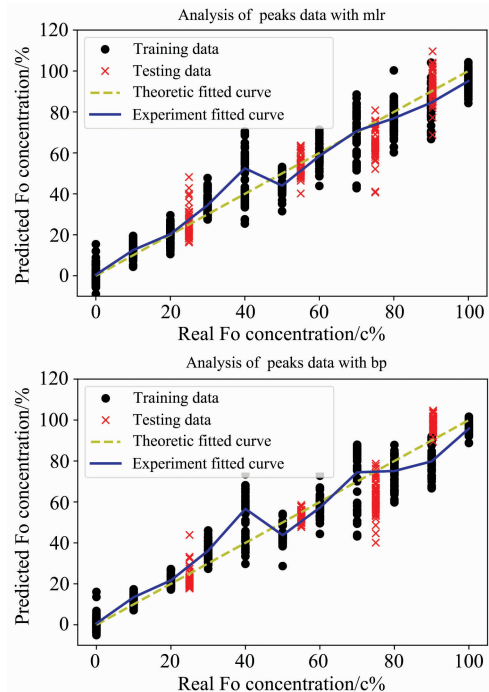 Analysis of peaks data with mlr
120
100
80
60
40
20
0
Predicted Fo concentration/%
Training data
Testing data
Theoretic fitted curve
Experiment fitted curve
0 20 40 60 80 100
Real Fo concentration/c%
Analysis of peaks data with bp
120
100
80
60
40
20
0
Predicted Fo concentration/%
Training data
Testing data
Theoretic fitted curve
Experiment fitted curve
0 20 40 60 80 100
Real Fo concentration/c%